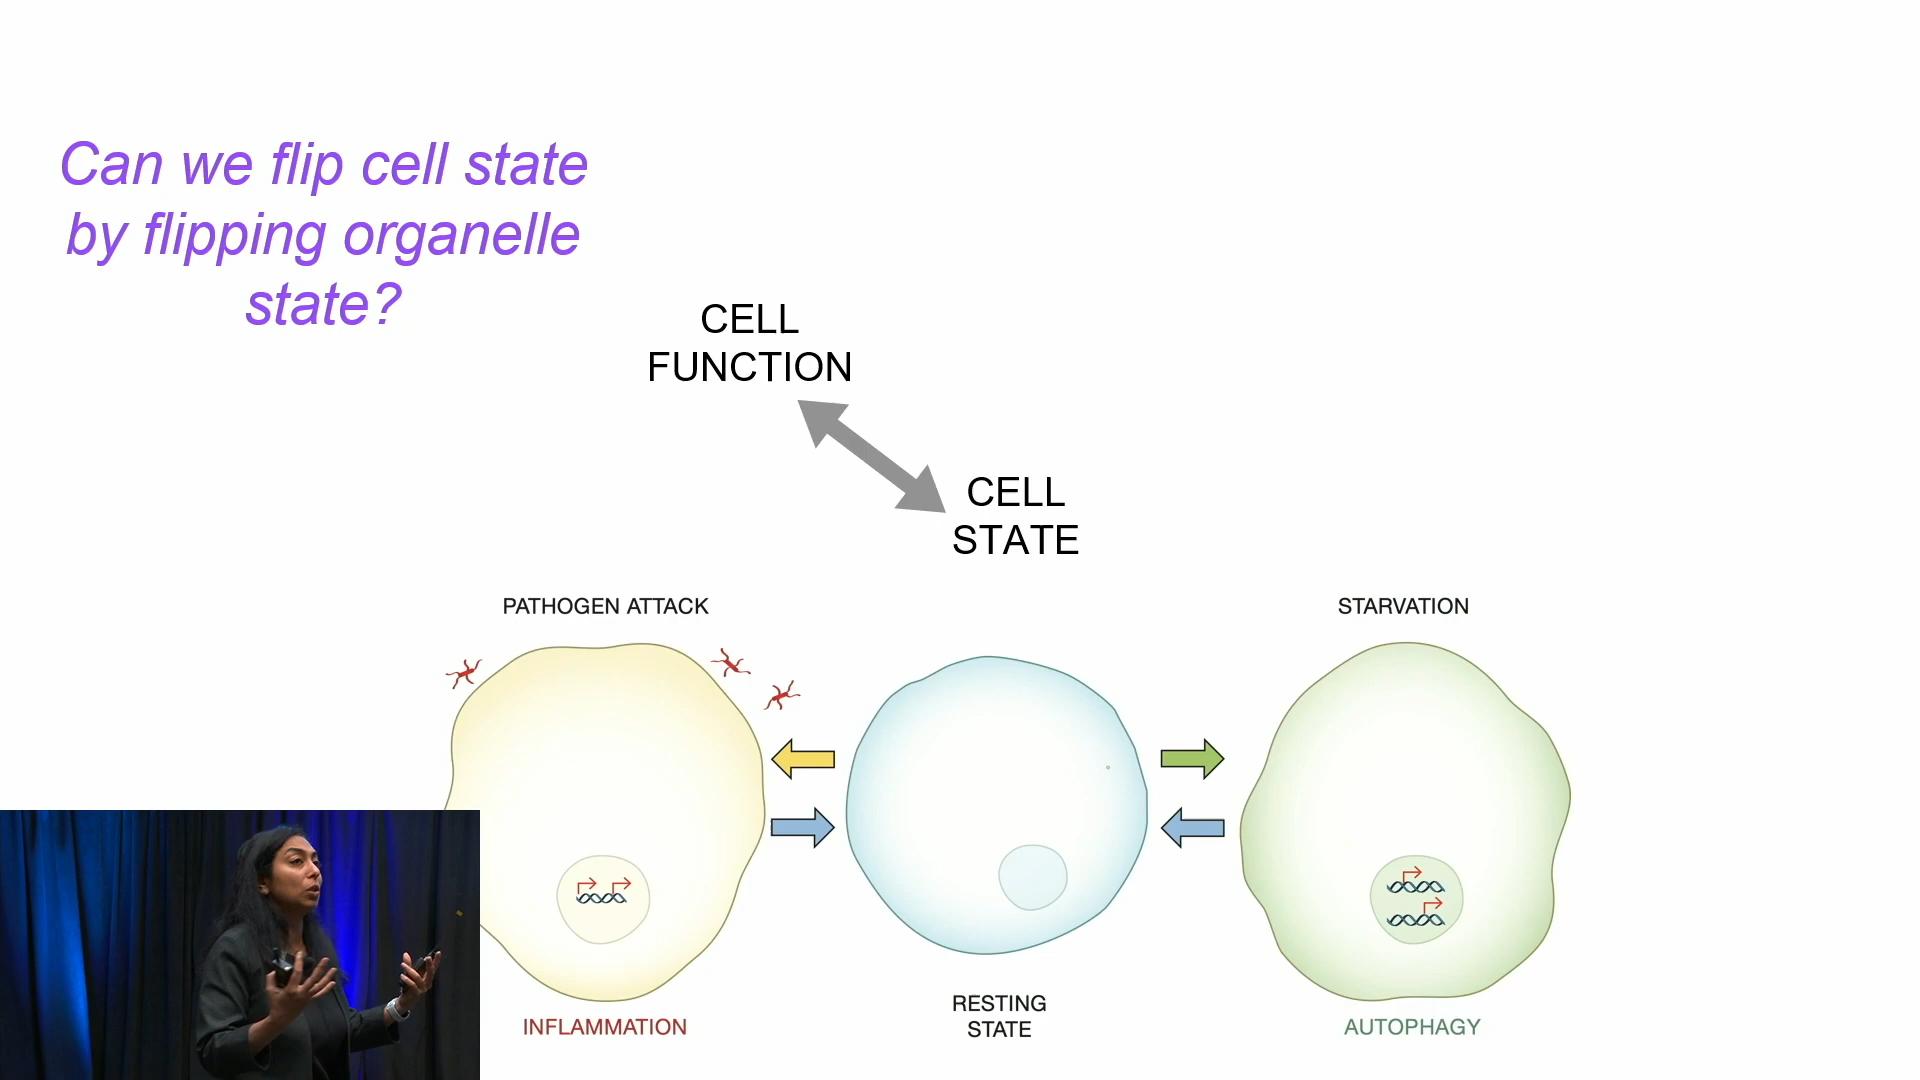 Can we flip cell state
by flipping organelle
state?
CELL
FUNCTION
CELL
STATE
PATHOGEN ATTACK
STARVATION
RESTING
STATE
INFLAMMATION
AUTOPHAGY